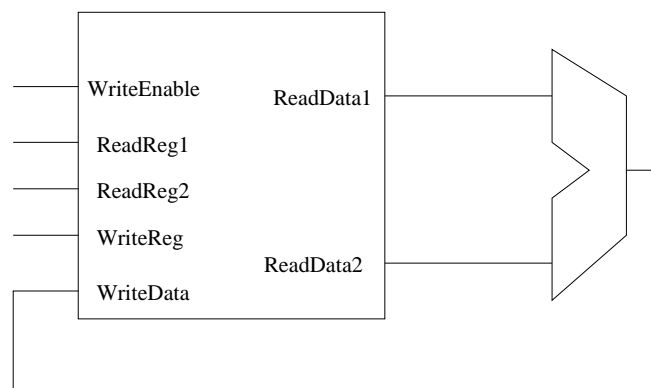 WriteEnable
ReadData1
ReadReg1
ReadReg2
WriteReg
ReadData2
WriteData